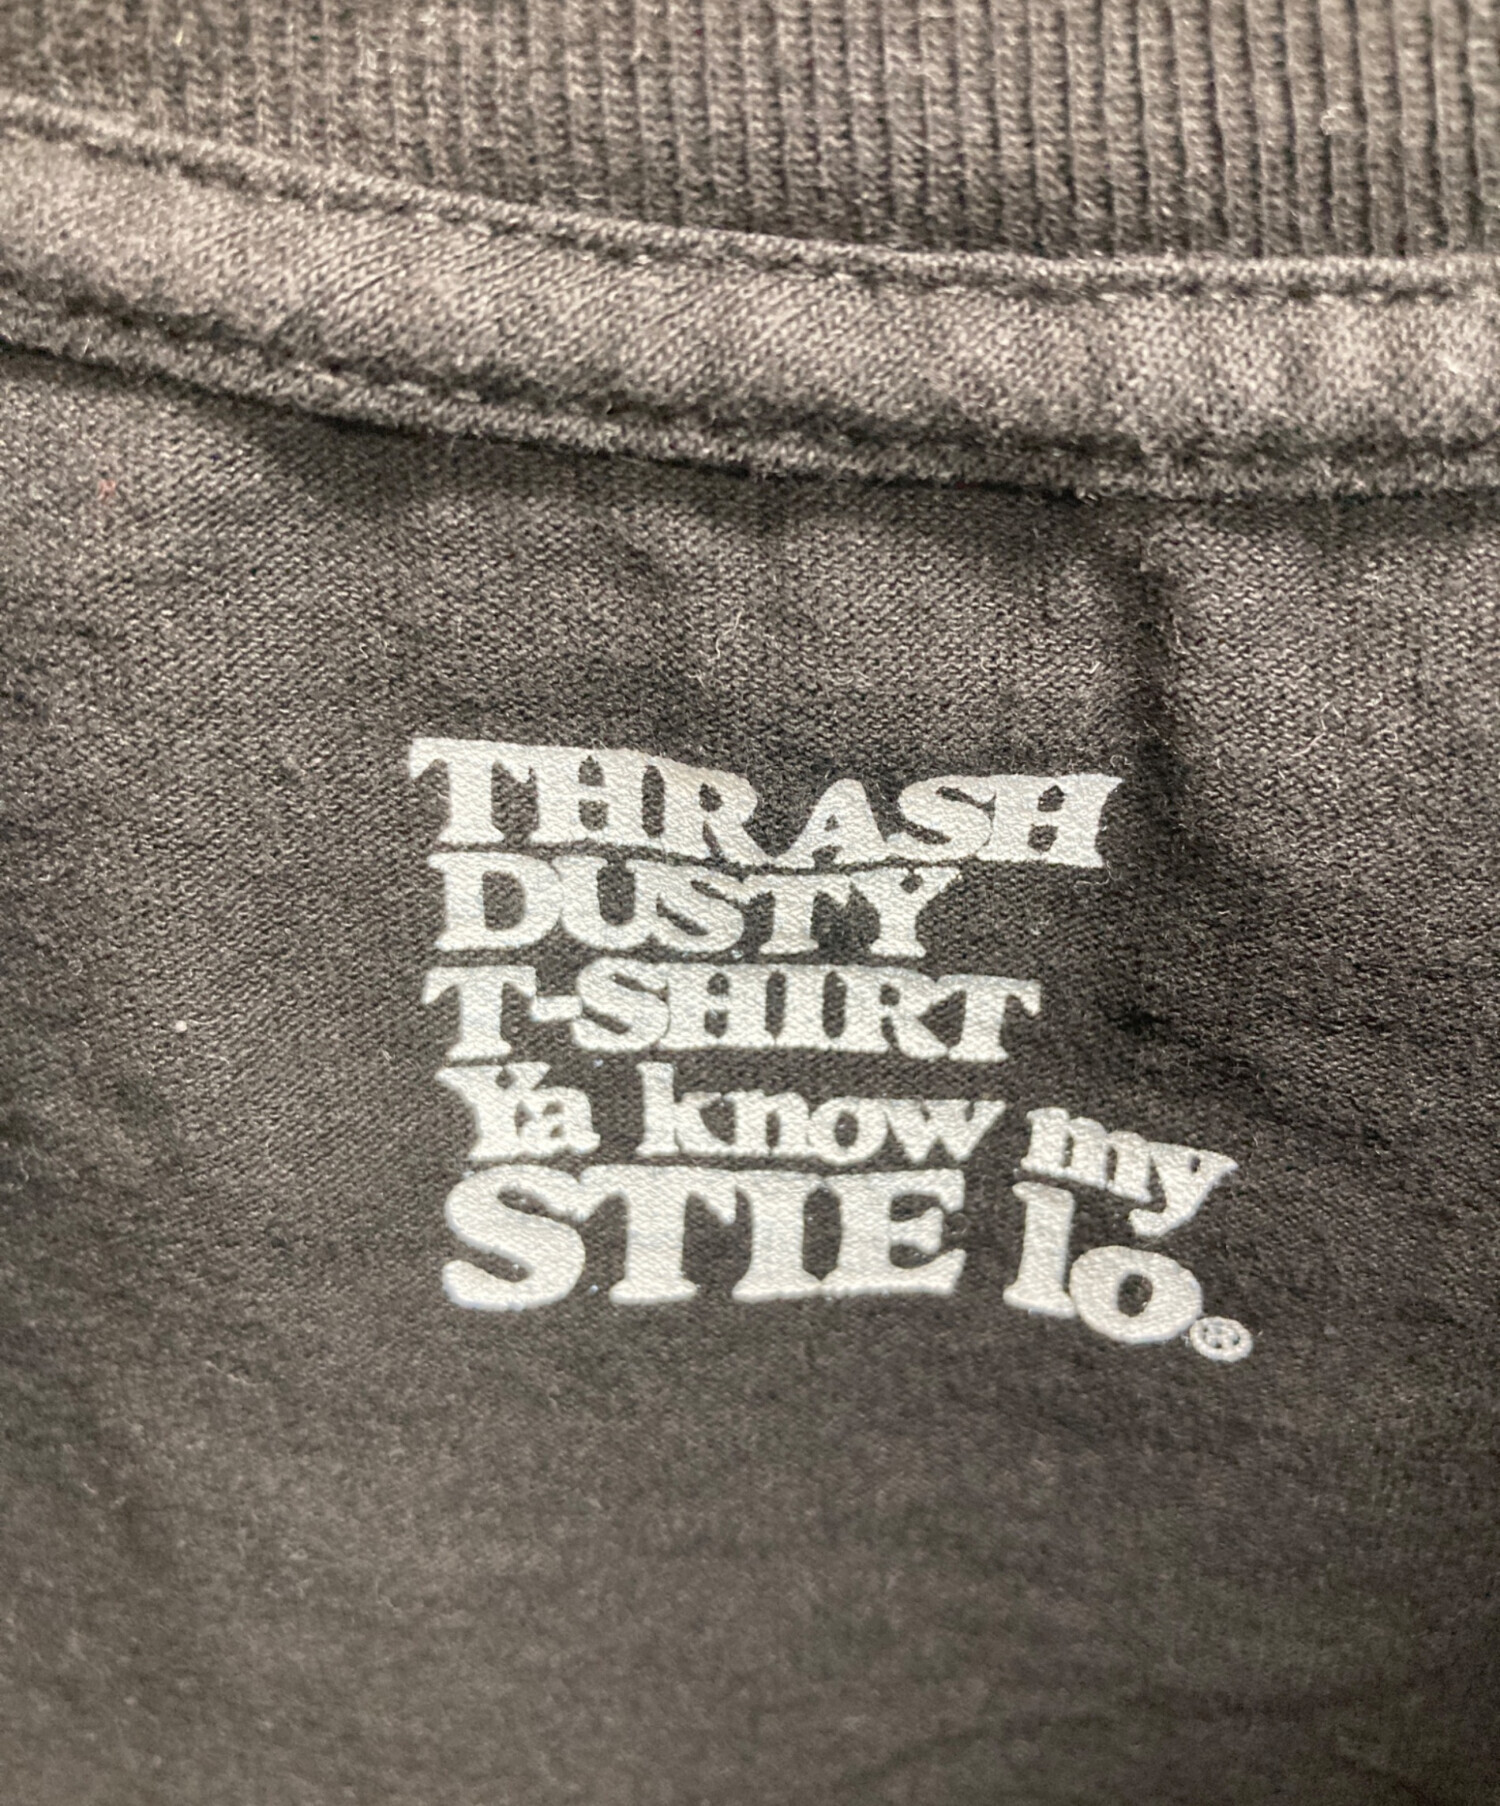 THRASH
DUSTY
T-SHIRT
Ya know my
STIE lo®